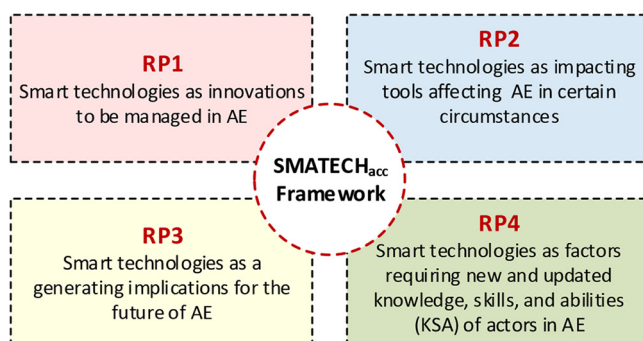 RP1
Smart technologies as innovations
to be managed in AE
RP2
Smart technologies as impacting
tools affecting AE in certain
circumstances
SMATECHacc
Framework
RP3
Smart technologies as a
generating implications for the
future of AE
RP4
Smart technologies as factors
requiring new and updated
knowledge, skills, and abilities
(KSA) of actors in AE